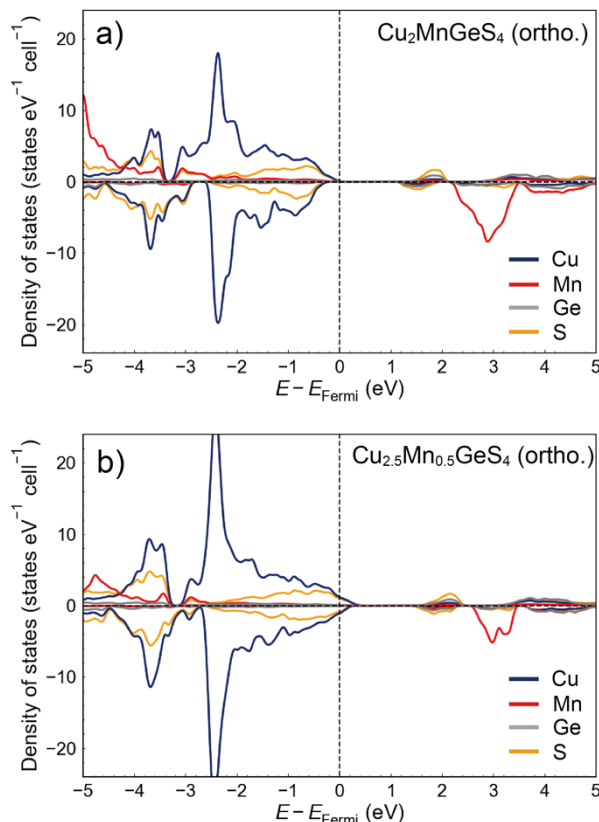 a)
Cu₂MnGeS₄ (ortho.)
Density of states (states eV⁻¹ cell⁻¹)
20
10
0
−10
−20
Cu
Mn
Ge
S
−5 −4 −3 −2 −1 0 1 2 3 4 5
E − E_Fermi (eV)
b)
Cu₂.₅Mn₀.₅GeS₄ (ortho.)
Density of states (states eV⁻¹ cell⁻¹)
20
10
0
−10
−20
Cu
Mn
Ge
S
−5 −4 −3 −2 −1 0 1 2 3 4 5
E − E_Fermi (eV)